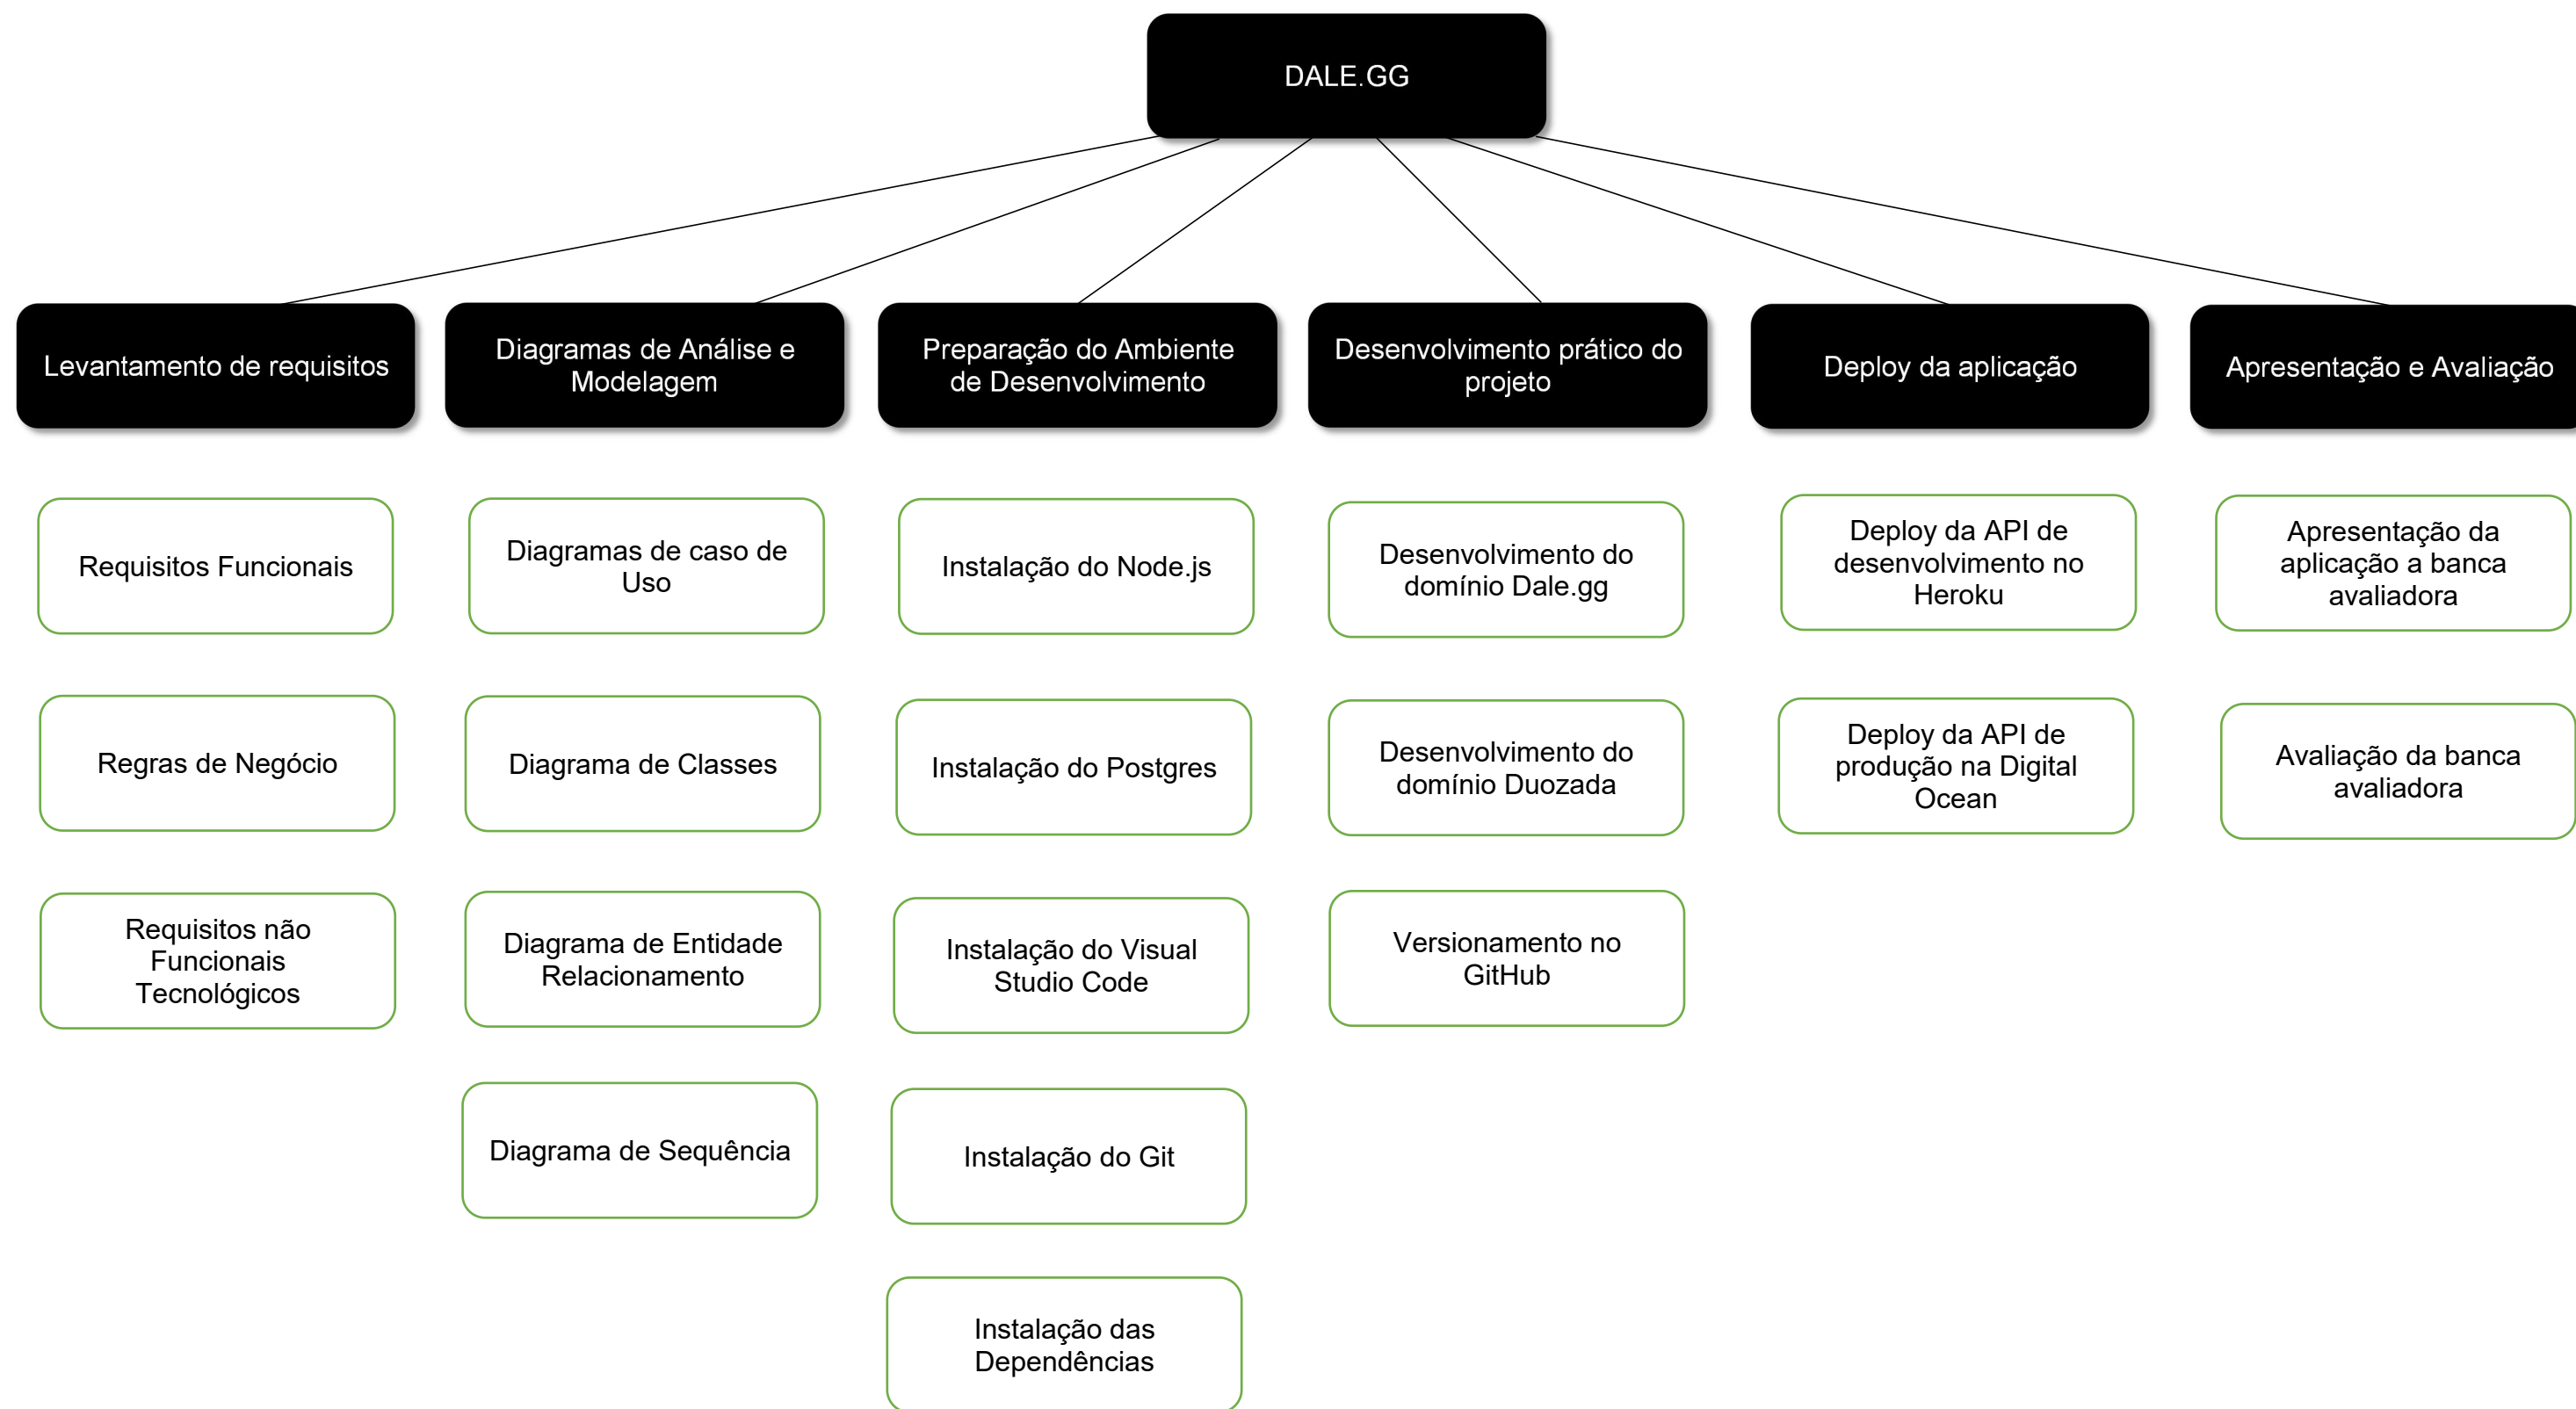 DALE.GG
Levantamento de requisitos
Diagramas de Análise e
Modelagem
Preparação do Ambiente
de Desenvolvimento
Desenvolvimento prático do
projeto
Deploy da aplicação
Apresentação e Avaliação
Requisitos Funcionais
Diagramas de caso de
Uso
Instalação do Node.js
Desenvolvimento do
domínio Dale.gg
Deploy da API de
desenvolvimento no
Heroku
Apresentação da
aplicação a banca
avaliadora
Regras de Negócio
Diagrama de Classes
Instalação do Postgres
Desenvolvimento do
domínio Duozada
Deploy da API de
produção na Digital
Ocean
Avaliação da banca
avaliadora
Requisitos não
Funcionais
Tecnológicos
Diagrama de Entidade
Relacionamento
Instalação do Visual
Studio Code
Versionamento no
GitHub
Diagrama de Sequência
Instalação do Git
Instalação das
Dependências